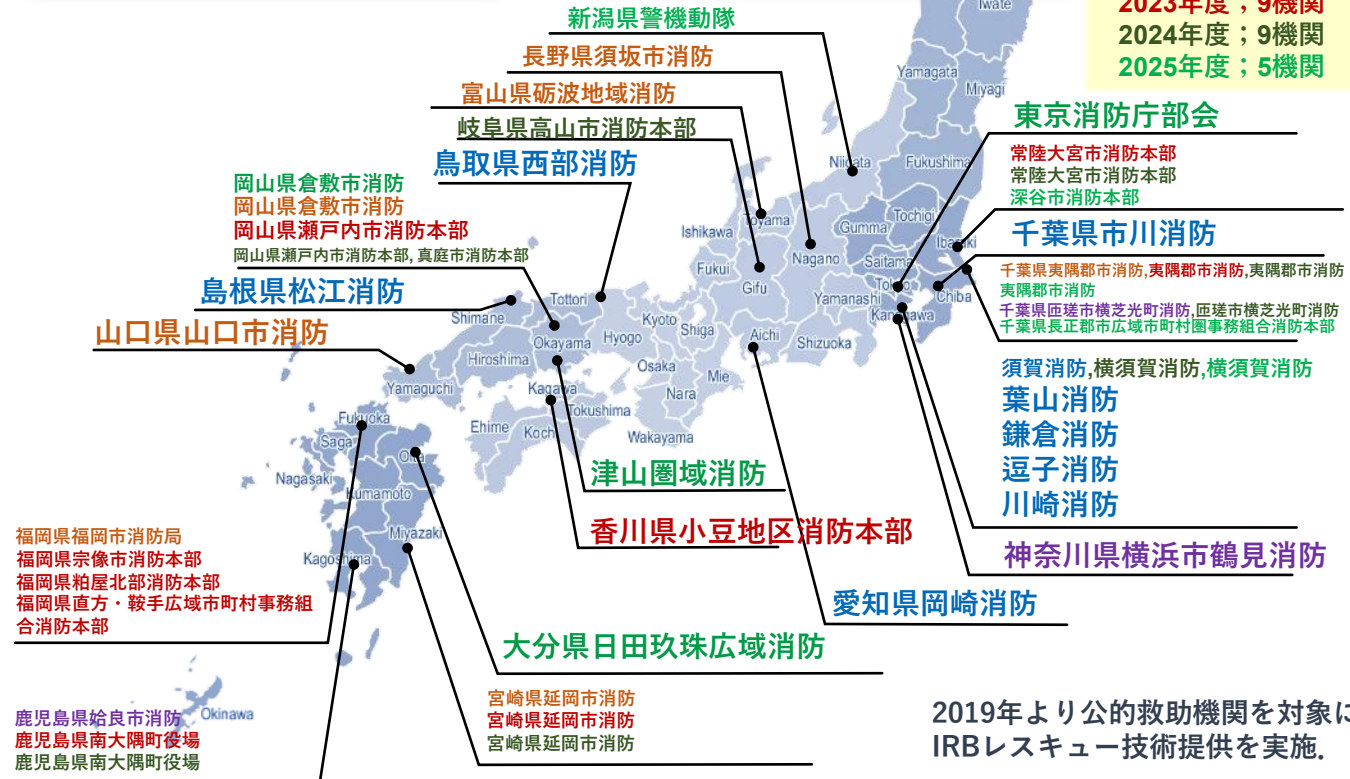 新潟県警機動隊
長野県須坂市消防
富山県砺波地域消防
岐阜県高山市消防本部
鳥取県西部消防
岡山県倉敷市消防
岡山県倉敷市消防
岡山県瀬戸内市消防本部
岡山県瀬戸内市消防本部, 真庭市消防本部
島根県松江消防
山口県山口市消防
2023年度；9機関
2024年度；9機関
2025年度；5機関
東京消防庁部会
常陸大宮市消防本部
常陸大宮市消防本部
深谷市消防本部
千葉県市川消防
千葉県夷隅郡市消防,夷隅郡市消防,夷隅郡市消防
夷隅郡市消防
千葉県匝瑳市横芝光町消防,匝瑳市横芝光町消防
千葉県長正郡市広域市町村圏事務組合消防本部
須賀消防,横須賀消防,横須賀消防
葉山消防
鎌倉消防
逗子消防
川崎消防
神奈川県横浜市鶴見消防
愛知県岡崎消防
津山圏域消防
香川県小豆地区消防本部
大分県日田玖珠広域消防
福岡県福岡市消防局
福岡県宗像市消防本部
福岡県粕屋北部消防本部
福岡県直方・鞍手広域市町村事務組
合消防本部
宮崎県延岡市消防
宮崎県延岡市消防
宮崎県延岡市消防
鹿児島県姶良市消防
鹿児島県南大隅町役場
鹿児島県南大隅町役場
2019年より公的救助機関を対象に
IRBレスキュー技術提供を実施.
Iwate
Yamagata
Miyagi
Niigata
Fukushima
Toyama
Ishikawa
Gumma
Tochigi
Ibaraki
Nagano
Saitama
Fukui
Gifu
Yamanashi
Tokyo
Chiba
Kanagawa
Tottori
Shimane
Kyoto
Shiga
Aichi
Shizuoka
Okayama
Hyogo
Hiroshima
Osaka
Mie
Yamaguchi
Kagawa
Nara
Tokushima
Ehime
Kochi
Wakayama
Fukuoka
Saga
Oita
Nagasaki
Kumamoto
Miyazaki
Kagoshima
Okinawa